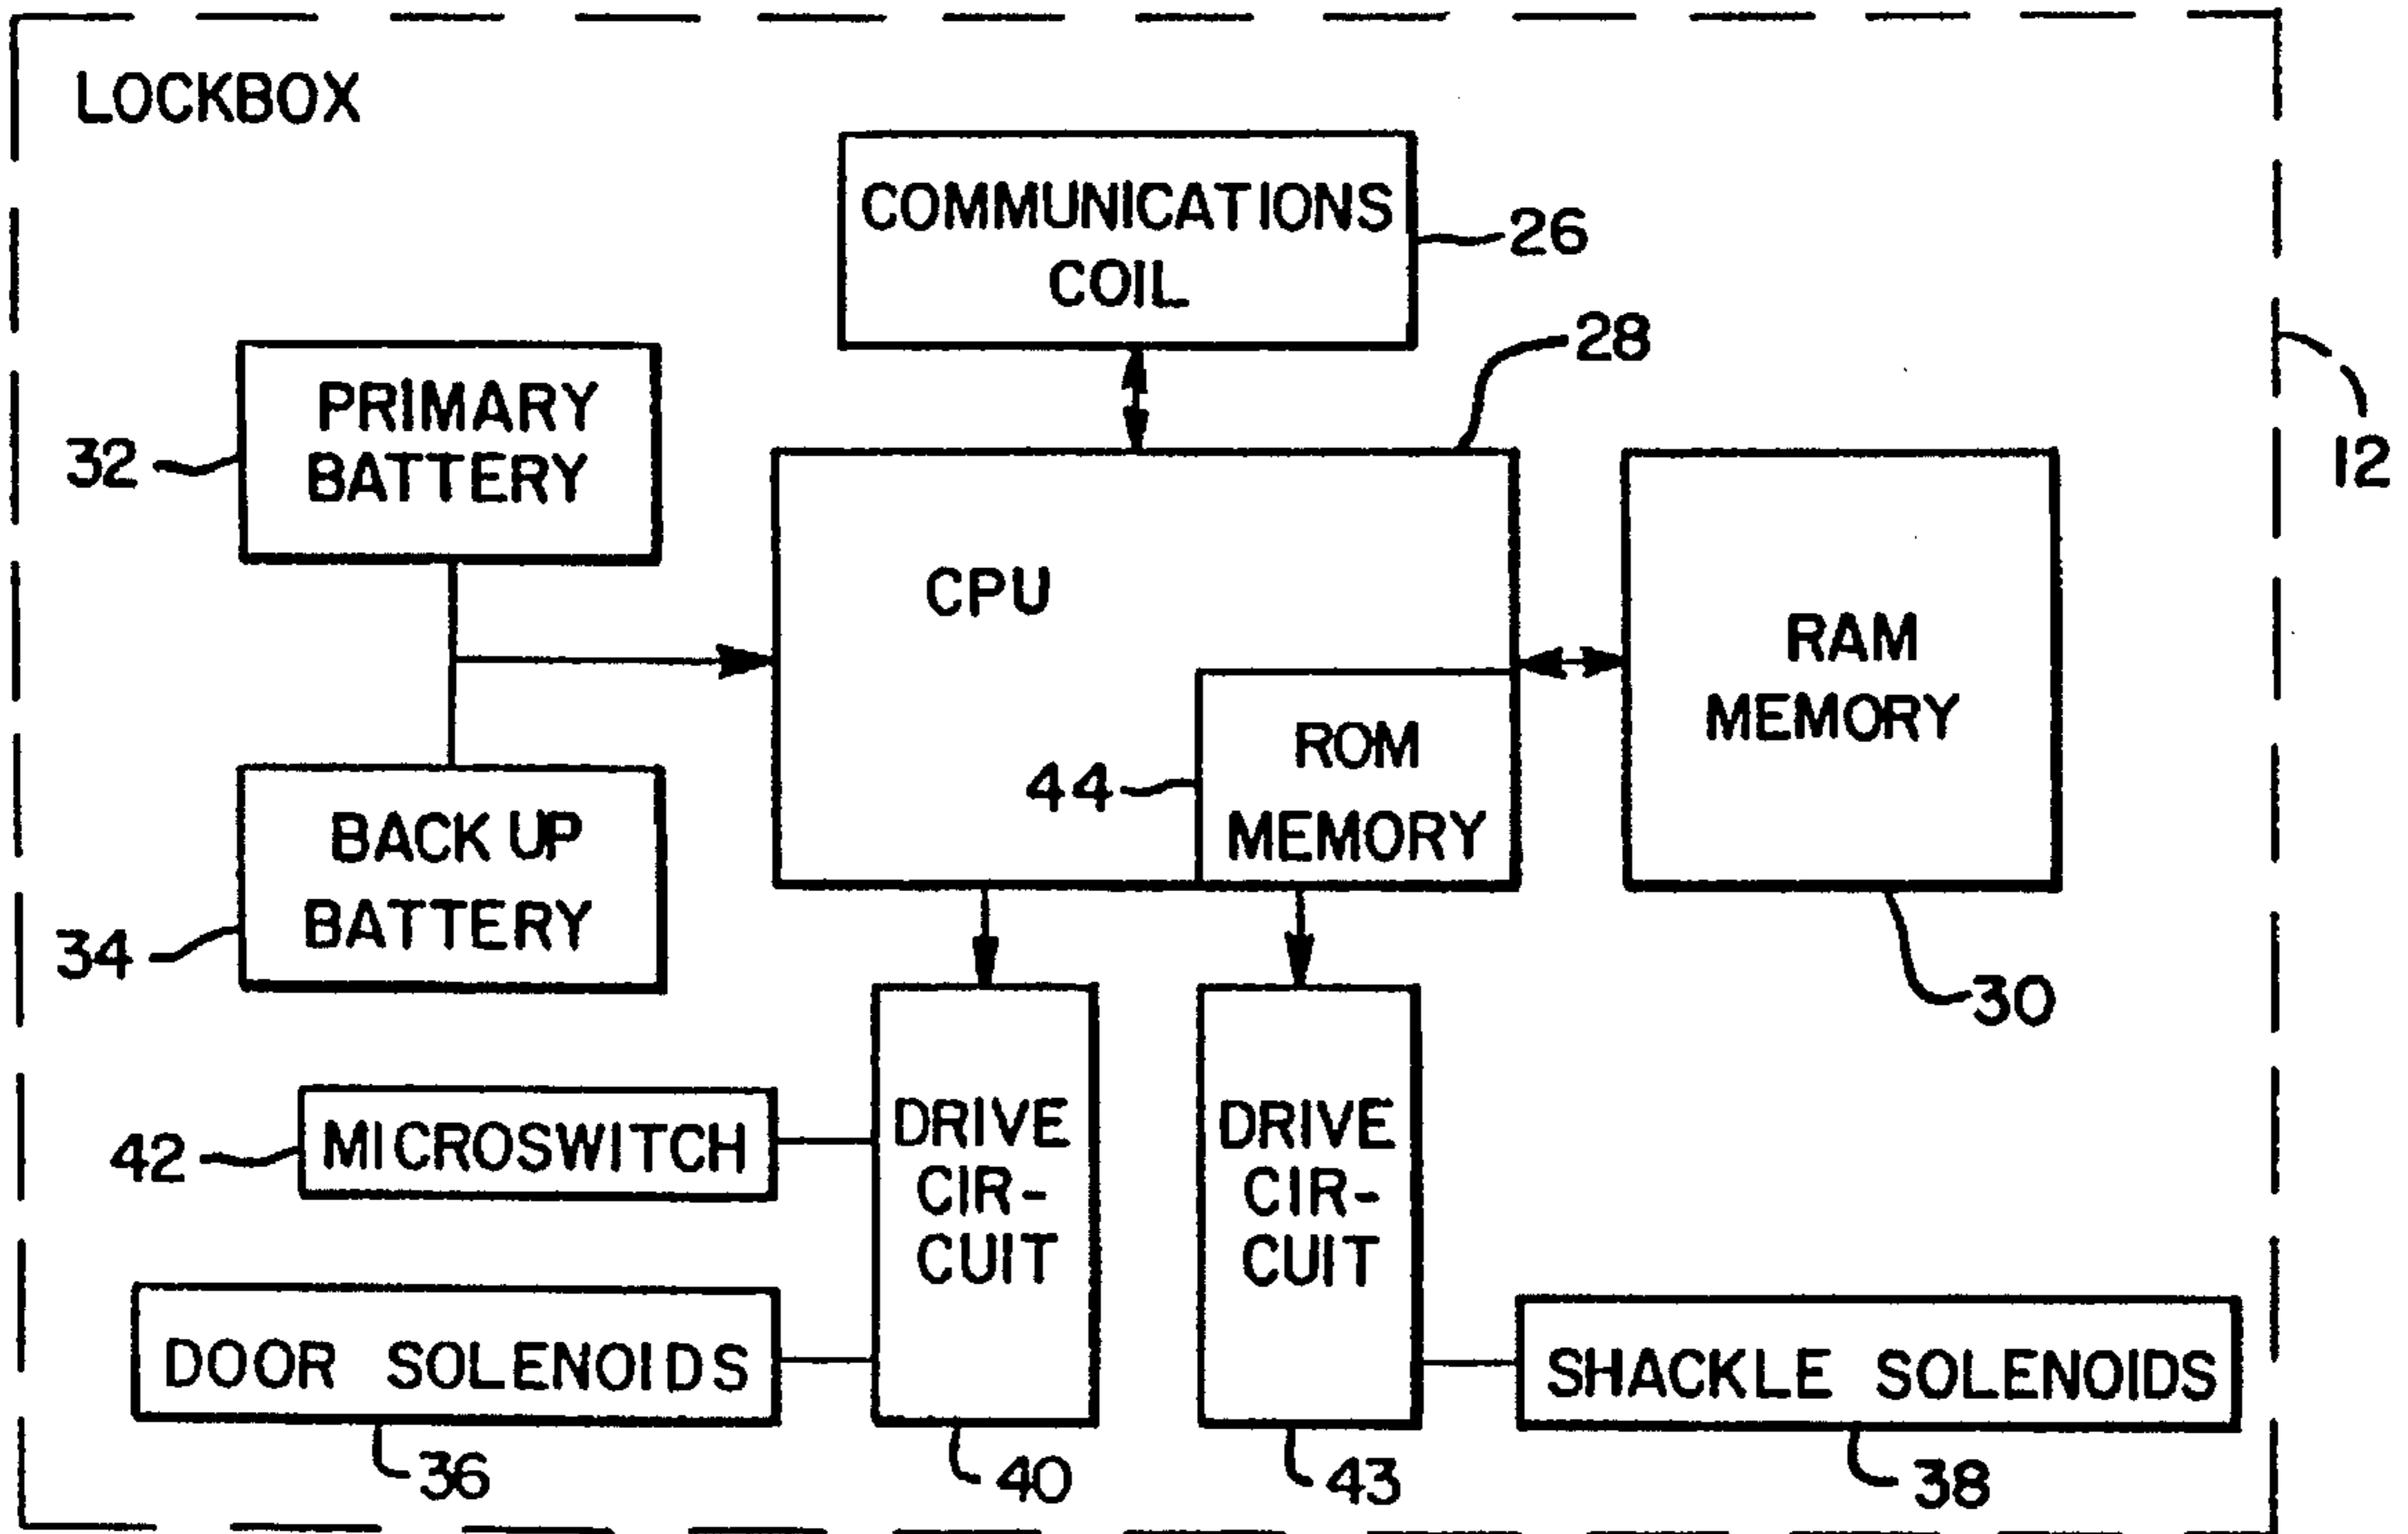 LOCKBOX
COMMUNICATIONS
COIL
26
28
12
PRIMARY
BATTERY
32
CPU
RAM
MEMORY
ROM
MEMORY
44
BACK UP
BATTERY
34
30
MICROSWITCH
42
DRIVE
CIR-
CUIT
DRIVE
CIR-
CUIT
DOOR SOLENOIDS
SHACKLE SOLENOIDS
36
40
43
38